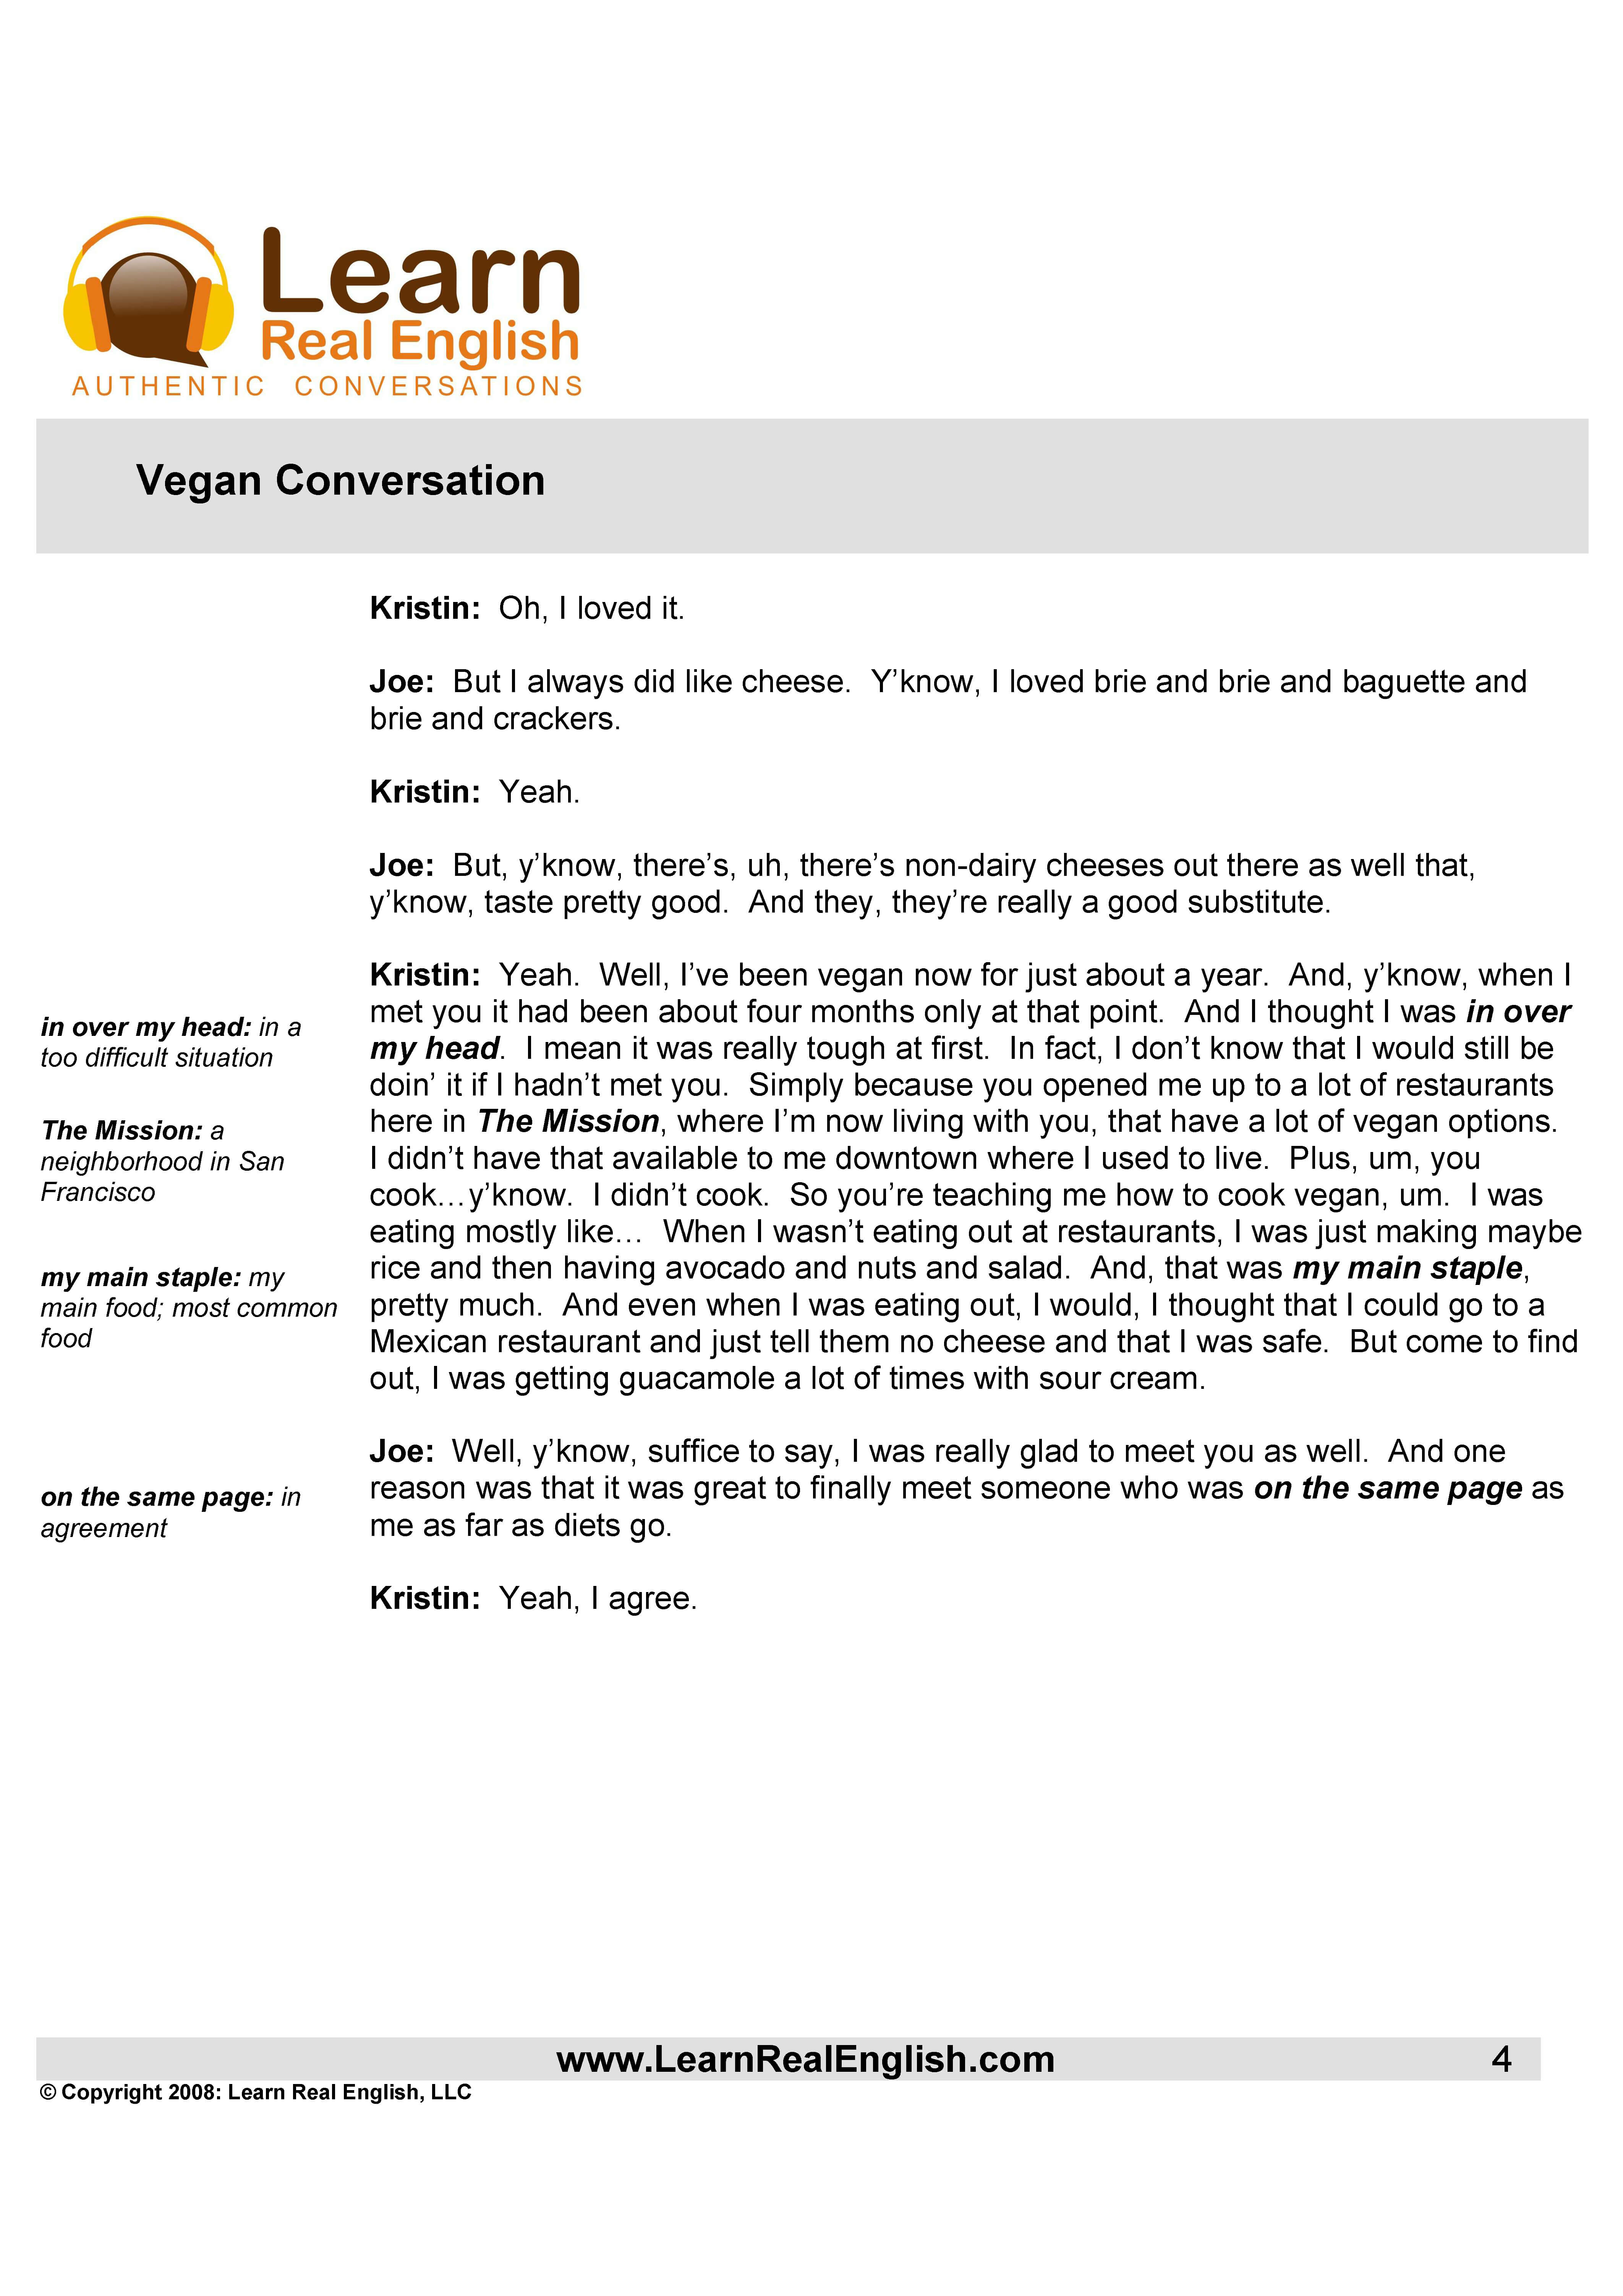 Learn
Real English
AUTHENTIC CONVERSATIONS
Vegan Conversation
Kristin: Oh, I loved it.
Joe: But I always did like cheese. Y’know, I loved brie and brie and baguette and
brie and crackers.
Kristin: Yeah.
Joe: But, y’know, there’s, uh, there’s non-dairy cheeses out there as well that,
y’know, taste pretty good. And they, they’re really a good substitute.
Kristin: Yeah. Well, I’ve been vegan now for just about a year. And, y’know, when I
met you it had been about four months only at that point. And I thought I was in over
my head. I mean it was really tough at first. In fact, I don’t know that I would still be
doin’ it if I hadn’t met you. Simply because you opened me up to a lot of restaurants
here in The Mission, where I’m now living with you, that have a lot of vegan options.
I didn’t have that available to me downtown where I used to live. Plus, um, you
cook…y’know. I didn’t cook. So you’re teaching me how to cook vegan, um. I was
eating mostly like… When I wasn’t eating out at restaurants, I was just making maybe
rice and then having avocado and nuts and salad. And, that was my main staple,
pretty much. And even when I was eating out, I would, I thought that I could go to a
Mexican restaurant and just tell them no cheese and that I was safe. But come to find
out, I was getting guacamole a lot of times with sour cream.
Joe: Well, y’know, suffice to say, I was really glad to meet you as well. And one
reason was that it was great to finally meet someone who was on the same page as
me as far as diets go.
Kristin: Yeah, I agree.
in over my head: in a
too difficult situation
The Mission: a
neighborhood in San
Francisco
my main staple: my
main food; most common
food
on the same page: in
agreement
www.LearnRealEnglish.com 4
© Copyright 2008: Learn Real English, LLC